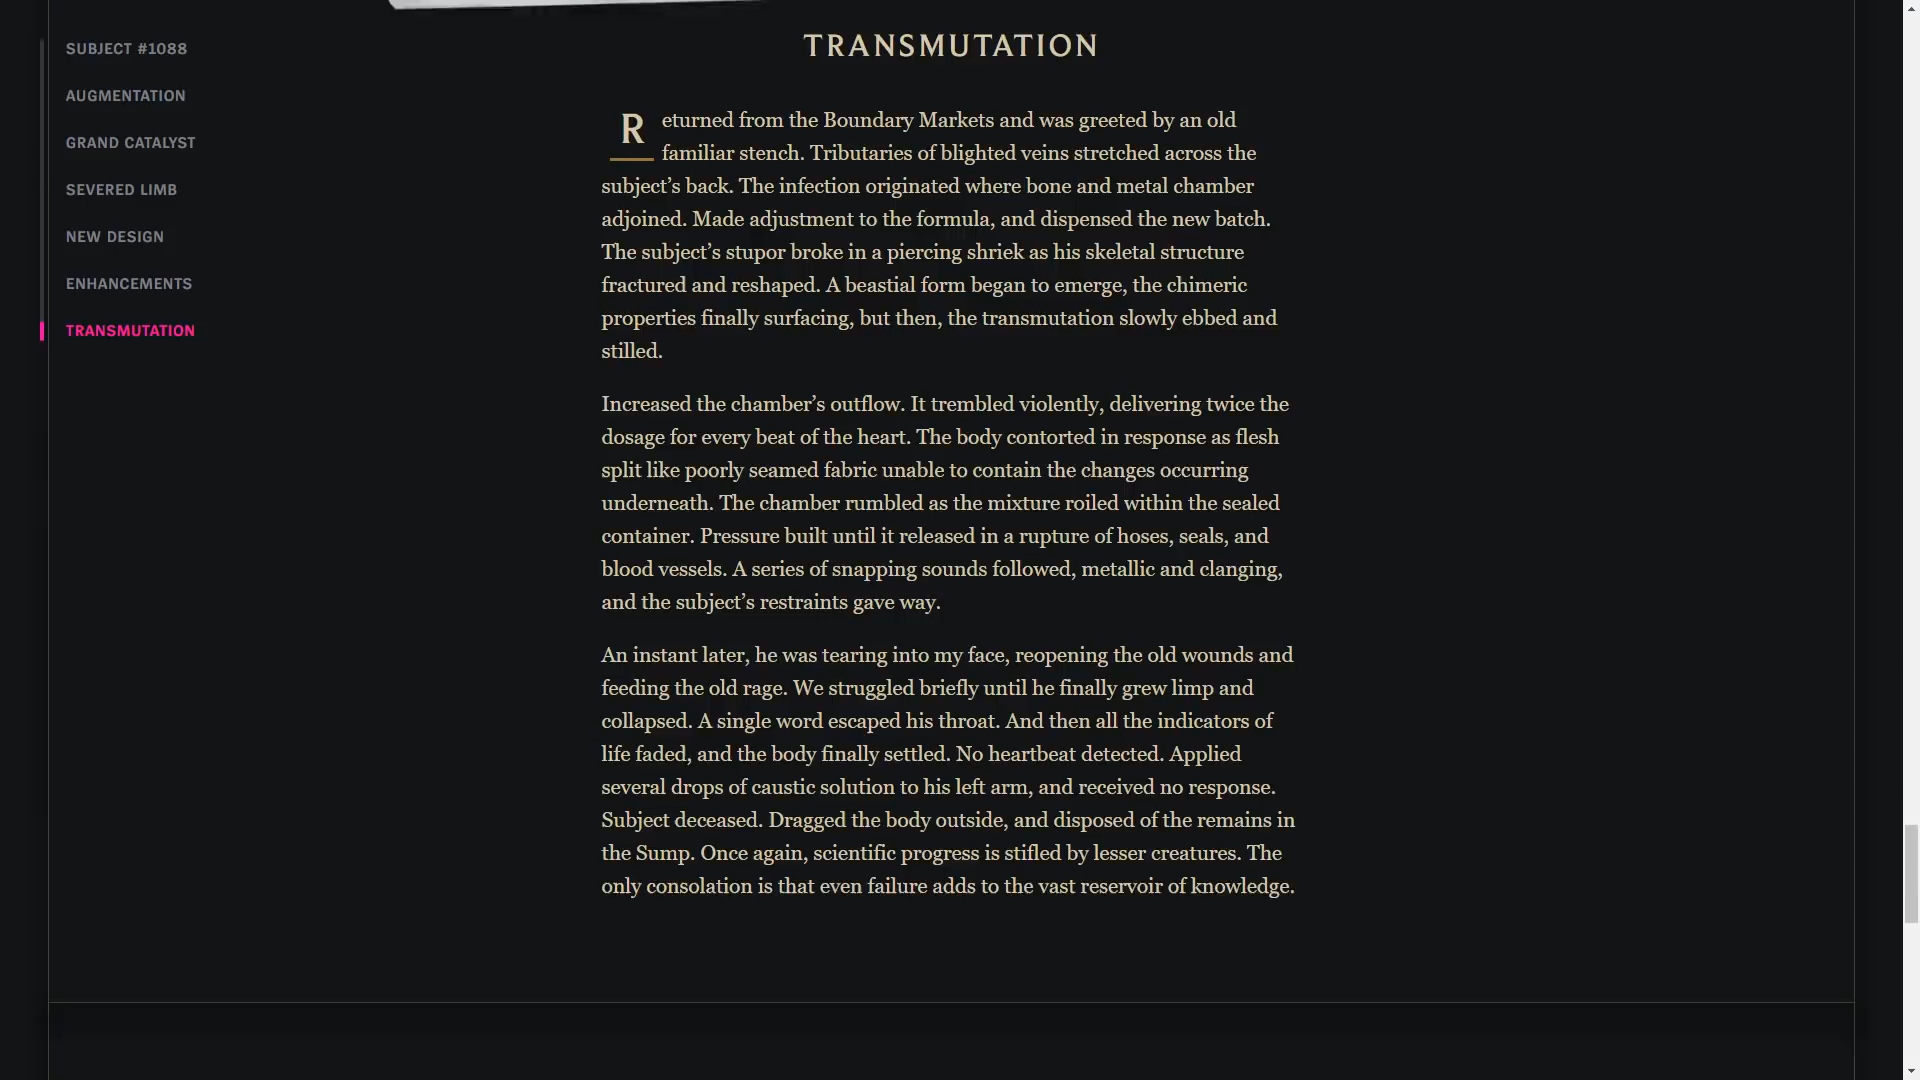 SUBJECT #1088
AUGMENTATION
GRAND CATALYST
SEVERED LIMB
NEW DESIGN
ENHANCEMENTS
TRANSMUTATION
TRANSMUTATION
Returned from the Boundary Markets and was greeted by an old
familiar stench. Tributaries of blighted veins stretched across the
subject’s back. The infection originated where bone and metal chamber
adjoined. Made adjustment to the formula, and dispensed the new batch.
The subject’s stupor broke in a piercing shriek as his skeletal structure
fractured and reshaped. A beastial form began to emerge, the chimeric
properties finally surfacing, but then, the transmutation slowly ebbed and
stilled.
Increased the chamber’s outflow. It trembled violently, delivering twice the
dosage for every beat of the heart. The body contorted in response as flesh
split like poorly seamed fabric unable to contain the changes occurring
underneath. The chamber rumbled as the mixture roiled within the sealed
container. Pressure built until it released in a rupture of hoses, seals, and
blood vessels. A series of snapping sounds followed, metallic and clanging,
and the subject’s restraints gave way.
An instant later, he was tearing into my face, reopening the old wounds and
feeding the old rage. We struggled briefly until he finally grew limp and
collapsed. A single word escaped his throat. And then all the indicators of
life faded, and the body finally settled. No heartbeat detected. Applied
several drops of caustic solution to his left arm, and received no response.
Subject deceased. Dragged the body outside, and disposed of the remains in
the Sump. Once again, scientific progress is stifled by lesser creatures. The
only consolation is that even failure adds to the vast reservoir of knowledge.